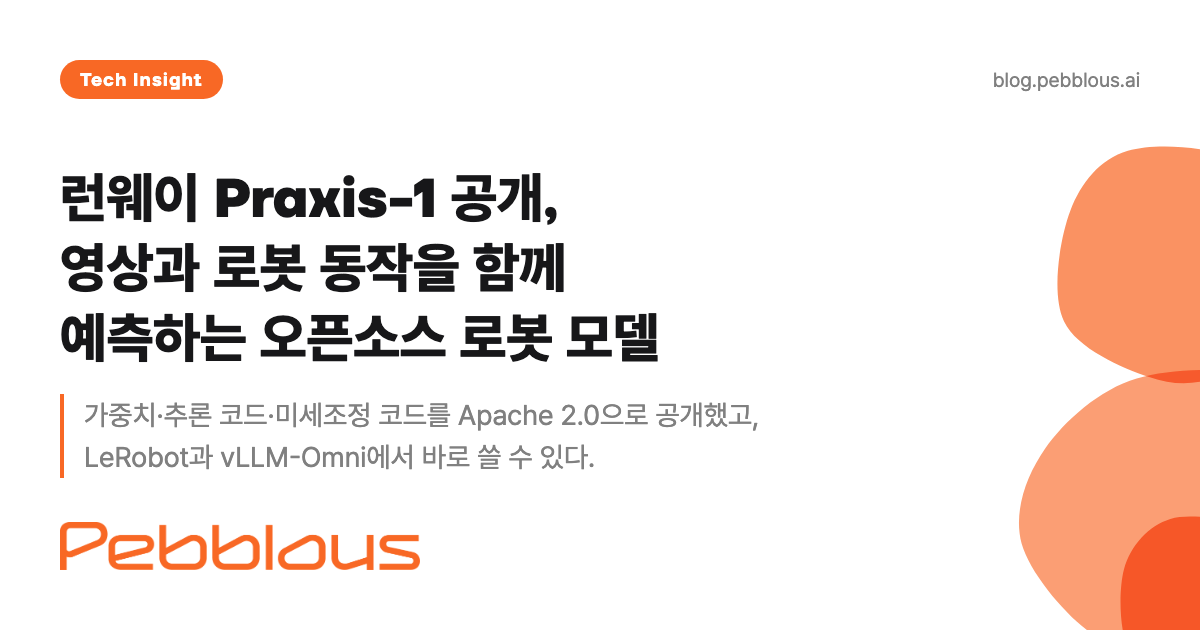 Tech Insight
blog.pebblous.ai
런웨이 Praxis-1 공개,
영상과 로봇 동작을 함께
예측하는 오픈소스 로봇 모델
가중치·추론 코드·미세조정 코드를 Apache 2.0으로 공개했고,
LeRobot과 vLLM-Omni에서 바로 쓸 수 있다.
Pebblous